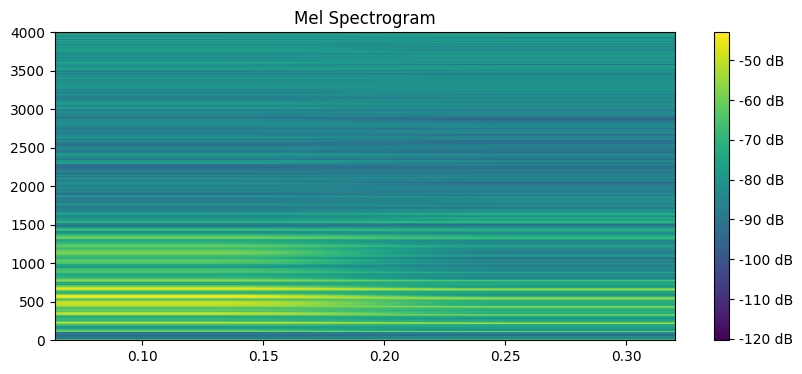 Mel Spectrogram
4000
3500
3000
2500
2000
1500
1000
500
0
0.10
0.15
0.20
0.25
0.30
-50 dB
-60 dB
-70 dB
-80 dB
-90 dB
-100 dB
-110 dB
-120 dB